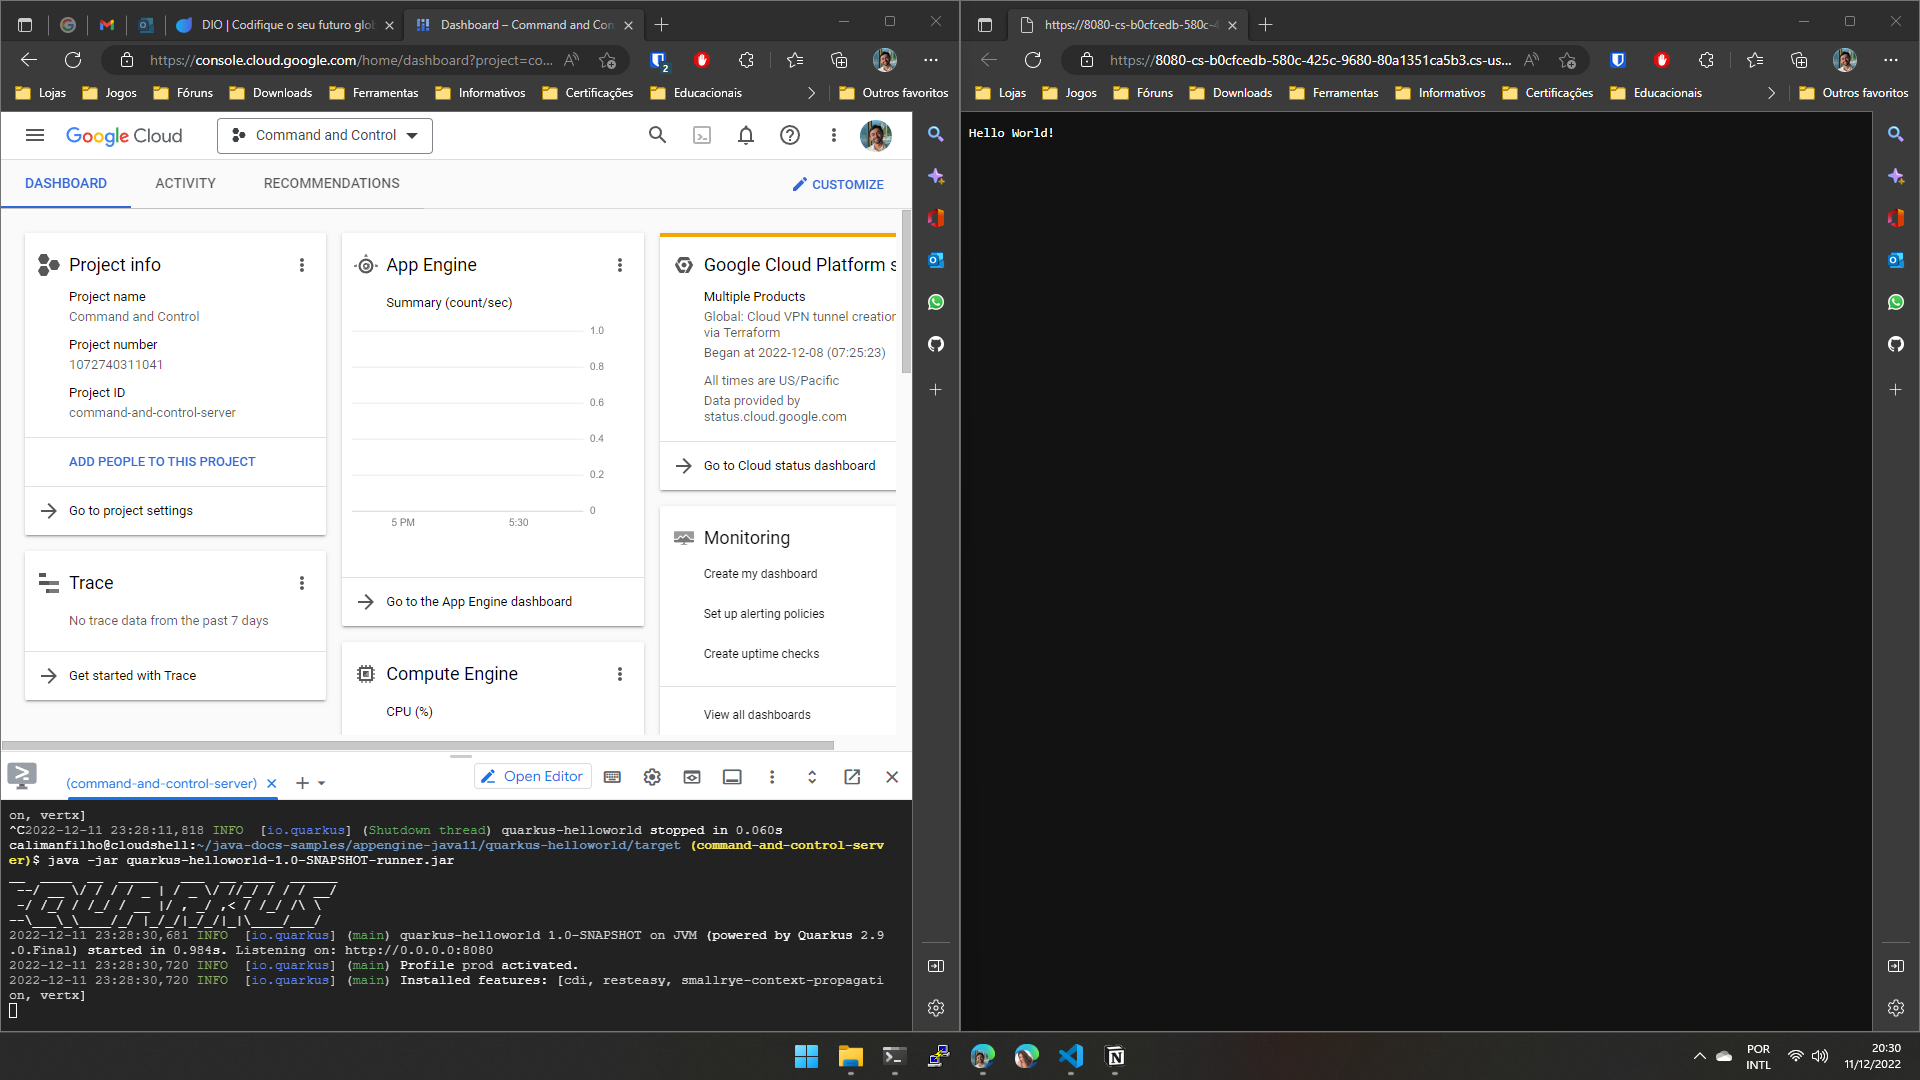 DIO | Codifique o seu futuro glob
Dashboard – Command and Con
https://console.cloud.google.com/home/dashboard?project=co...
2
Lojas
Jogos
Fóruns
Downloads
Ferramentas
Informativos
Certificações
Educacionais
Outros favoritos
Google Cloud
Command and Control
DASHBOARD
ACTIVITY
RECOMMENDATIONS
CUSTOMIZE
Project info
Project name
Command and Control
Project number
1072740311041
Project ID
command-and-control-server
ADD PEOPLE TO THIS PROJECT
Go to project settings
Trace
No trace data from the past 7 days
Get started with Trace
App Engine
Summary (count/sec)
1.0
0.8
0.6
0.4
0.2
0
5 PM
5:30
Go to the App Engine dashboard
Compute Engine
CPU (%)
Google Cloud Platform s
Multiple Products
Global: Cloud VPN tunnel creation
via Terraform
Began at 2022-12-08 (07:25:23)
All times are US/Pacific
Data provided by
status.cloud.google.com
Go to Cloud status dashboard
Monitoring
Create my dashboard
Set up alerting policies
Create uptime checks
View all dashboards
(command-and-control-server)
Open Editor
on, vertx]
^C2022-12-11 23:28:11,818 INFO  [io.quarkus] (Shutdown thread) quarkus-helloworld stopped in 0.060s
calimanfilho@cloudshell:~/java-docs-samples/appengine-java11/quarkus-helloworld/target (command-and-control-serv
er)$ java -jar quarkus-helloworld-1.0-SNAPSHOT-runner.jar
QUARKUS
2022-12-11 23:28:30,681 INFO  [io.quarkus] (main) quarkus-helloworld 1.0-SNAPSHOT on JVM (powered by Quarkus 2.9
.0.Final) started in 0.984s. Listening on: http://0.0.0.0:8080
2022-12-11 23:28:30,720 INFO  [io.quarkus] (main) Profile prod activated.
2022-12-11 23:28:30,720 INFO  [io.quarkus] (main) Installed features: [cdi, resteasy, smallrye-context-propagati
on, vertx]
https://8080-cs-b0cfcedb-580c-4
https://8080-cs-b0cfcedb-580c-425c-9680-80a1351ca5b3.cs-us...
Lojas
Jogos
Fóruns
Downloads
Ferramentas
Informativos
Certificações
Educacionais
Outros favoritos
Hello World!
POR
INTL
20:30
11/12/2022